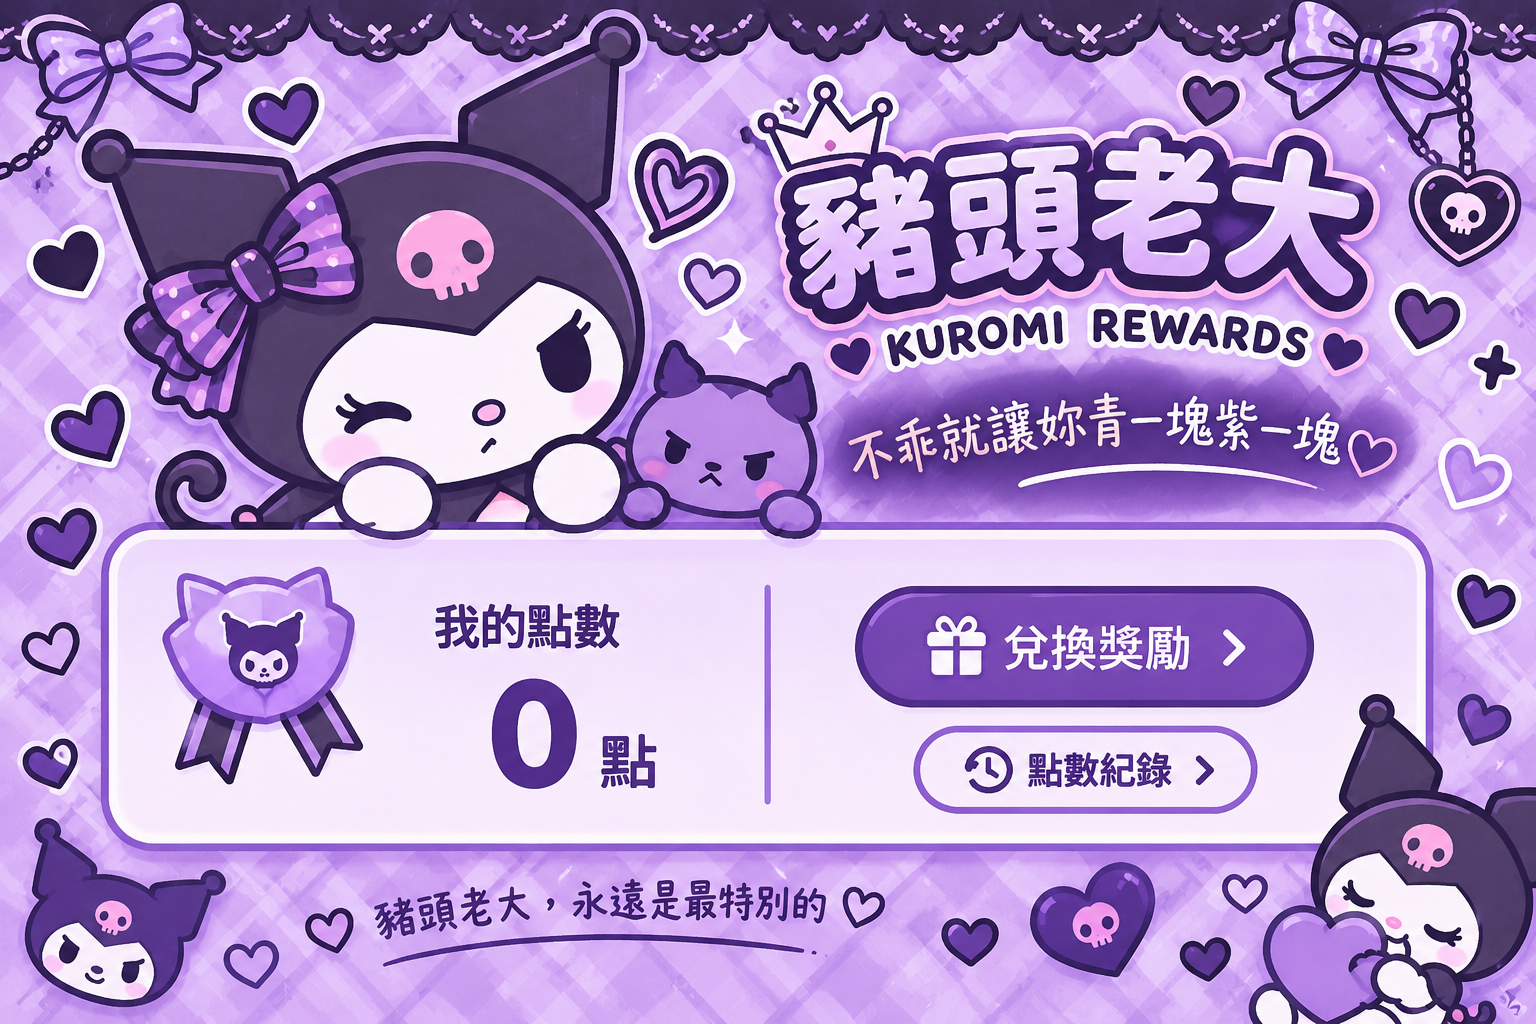 豬頭老大
KUROMI REWARDS
不乖就讓妳青一塊紫一塊
我的點數
0 點
兌換獎勵
點數紀錄
豬頭老大，永遠是最特別的